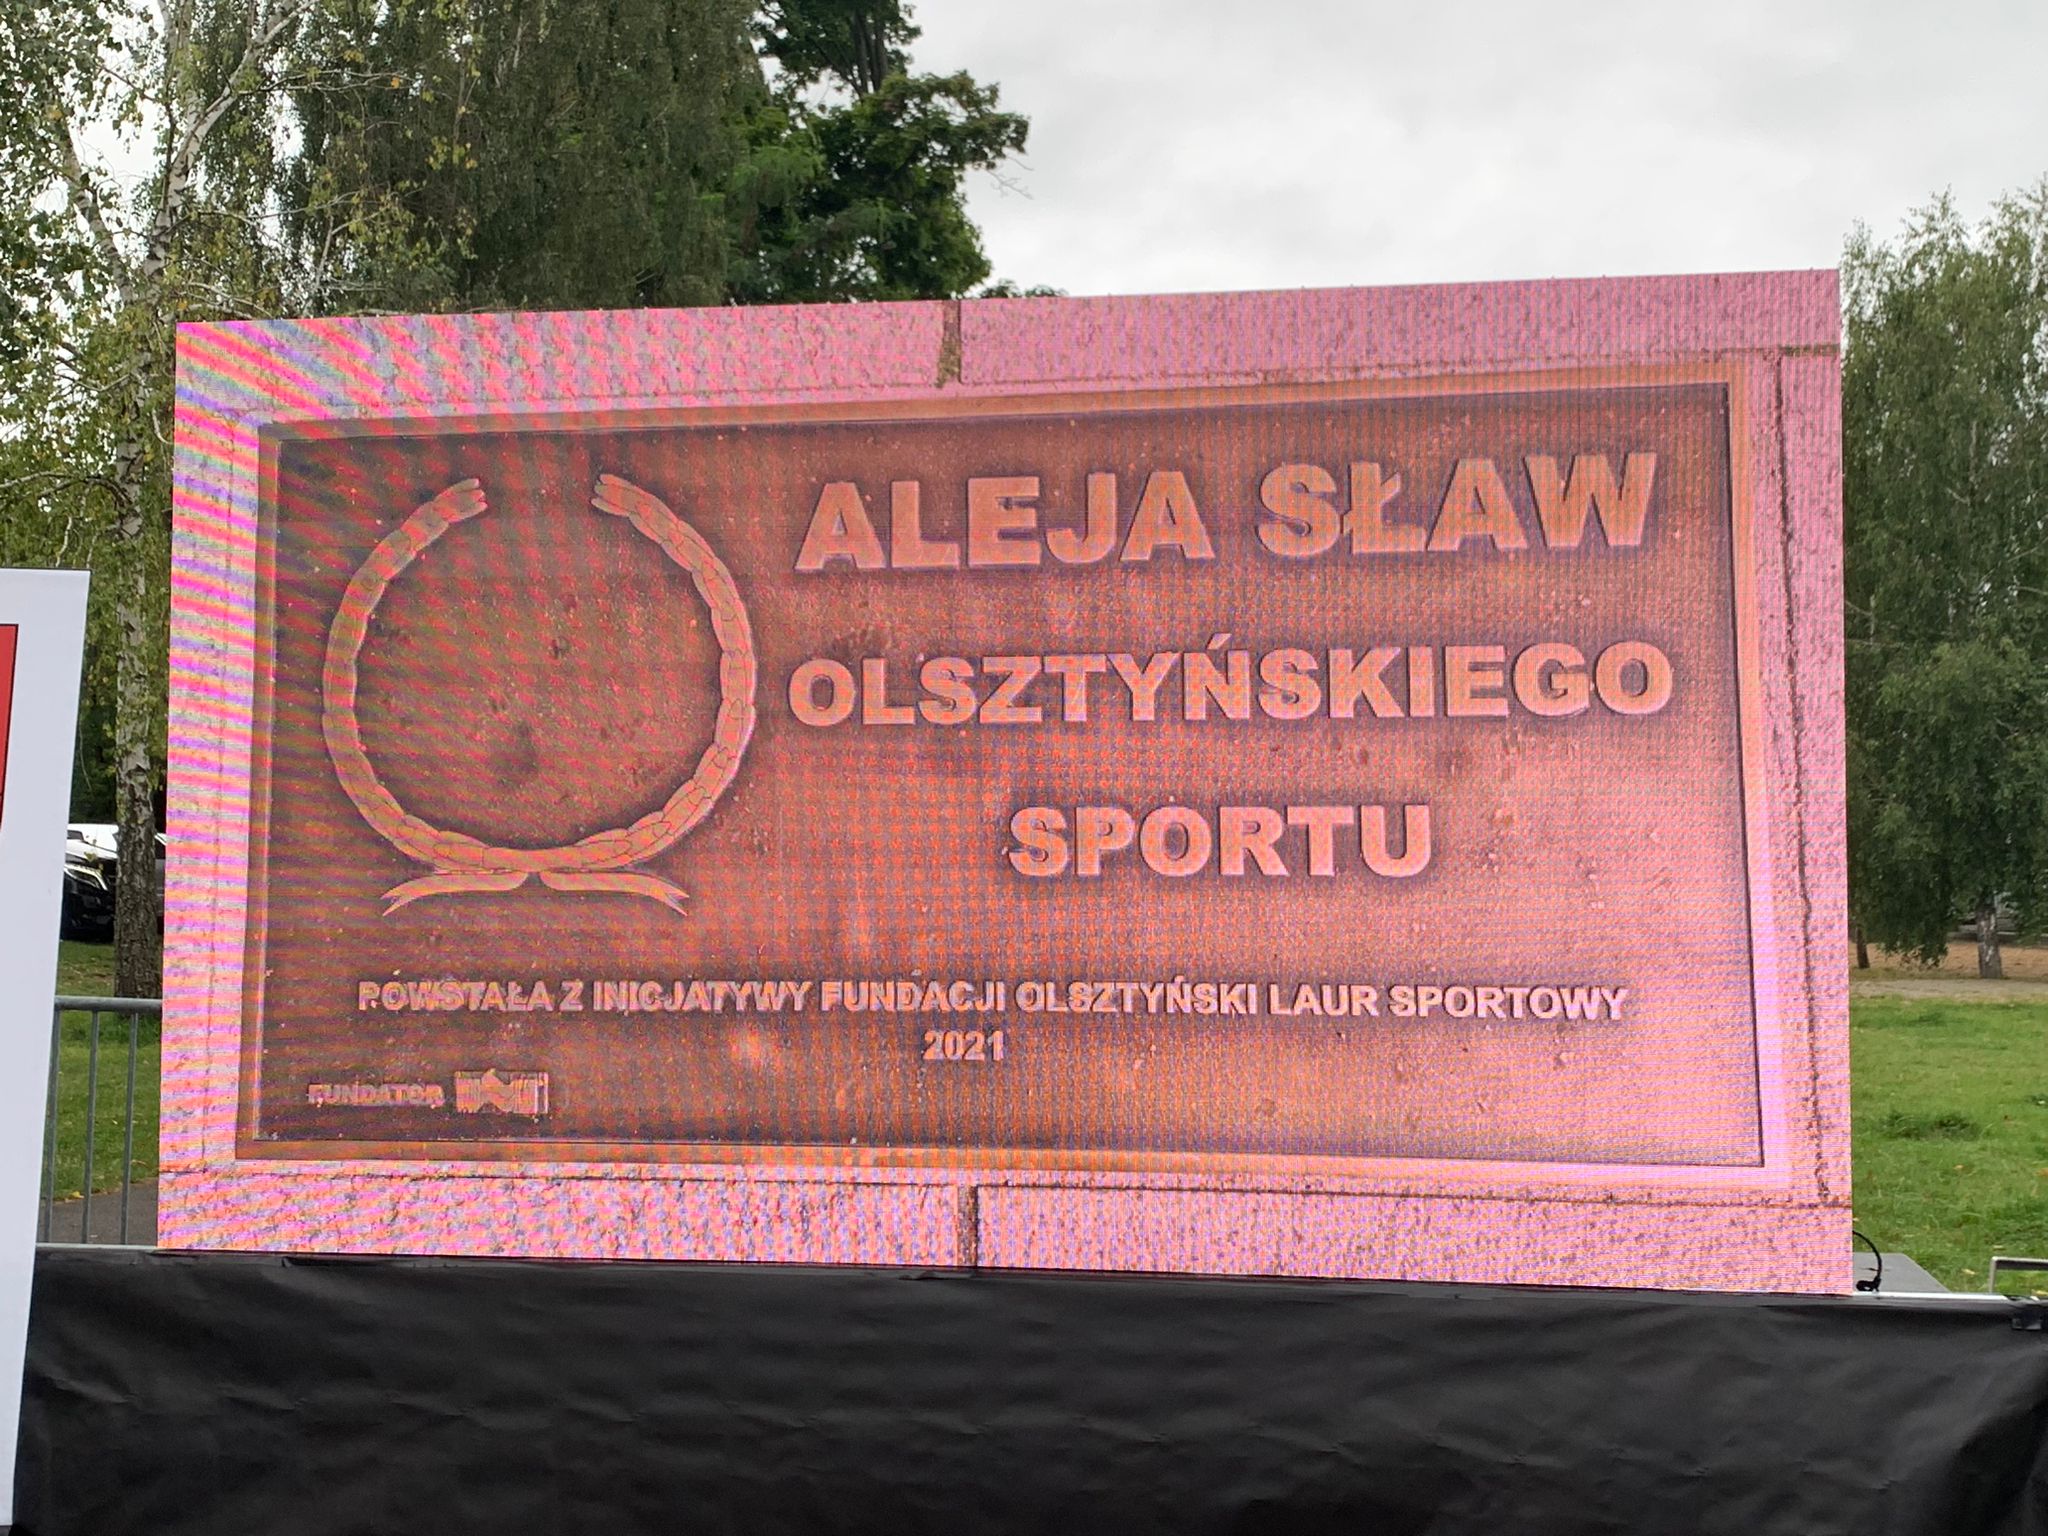 ALEJA SŁAW
OLSZTYŃSKIEGO
SPORTU
POWSTAŁA Z INICJATYWY FUNDACJI OLSZTYŃSKI LAUR SPORTOWY
2021
FUNDATOR